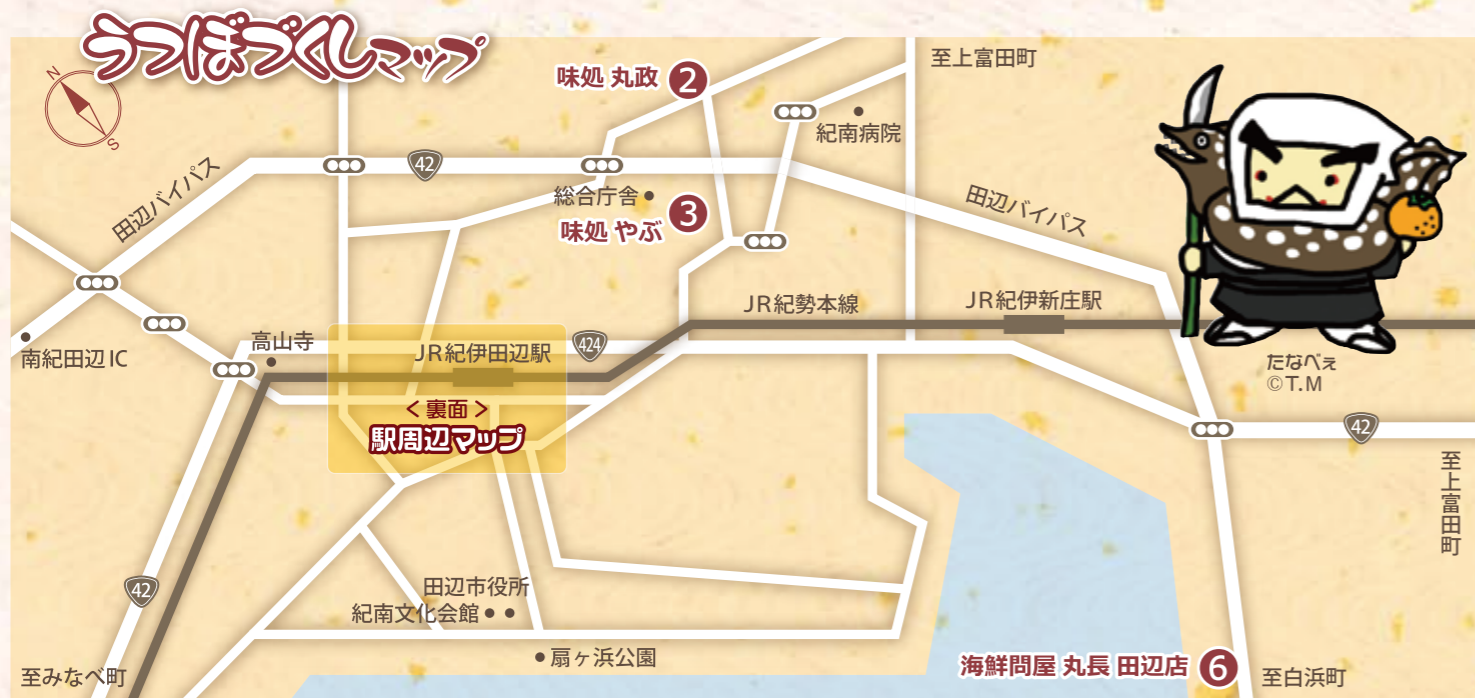 うつぼづくしマップ
N
S
味処 丸政 2
至上富田町
紀南病院
42
田辺バイパス
総合庁舎
味処 やぶ 3
田辺バイパス
JR紀勢本線
JR紀伊新庄駅
南紀田辺IC
高山寺
JR紀伊田辺駅
424
<裏面>
駅周辺マップ
たなべぇ
©T.M
42
至上富田町
42
田辺市役所
紀南文化会館
扇ヶ浜公園
至みなべ町
海鮮問屋 丸長 田辺店 6
至白浜町